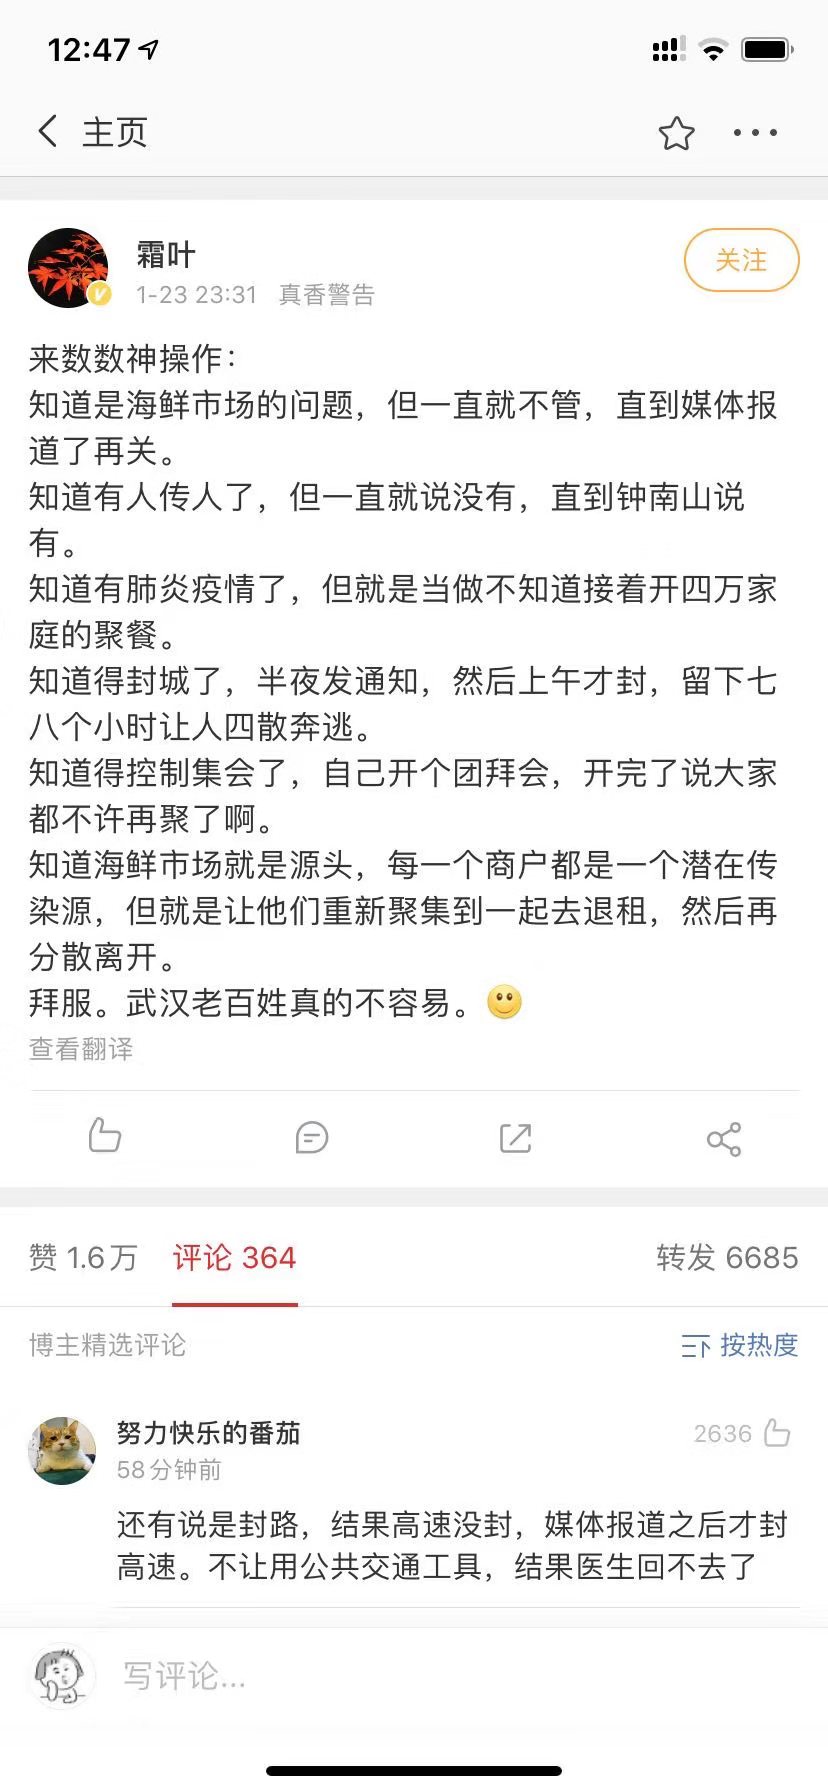 12:47
主页
霜叶
关注
1-23 23:31 真香警告
来数数神操作：
知道是海鲜市场的问题，但一直就不管，直到媒体报
道了再关。
知道有人传人了，但一直就说没有，直到钟南山说
有。
知道有肺炎疫情了，但就是当做不知道接着开四万家
庭的聚餐。
知道得封城了，半夜发通知，然后上午才封，留下七
八个小时让人四散奔逃。
知道得控制集会了，自己开个团拜会，开完了说大家
都不许再聚了啊。
知道海鲜市场就是源头，每一个商户都是一个潜在传
染源，但就是让他们重新聚集到一起去退租，然后再
分散离开。
拜服。武汉老百姓真的不容易。🙂
查看翻译
赞 1.6万 评论 364 转发 6685
博主精选评论 按热度
努力快乐的番茄 2636
58分钟前
还有说是封路，结果高速没封，媒体报道之后才封
高速。不让用公共交通工具，结果医生回不去了
写评论...